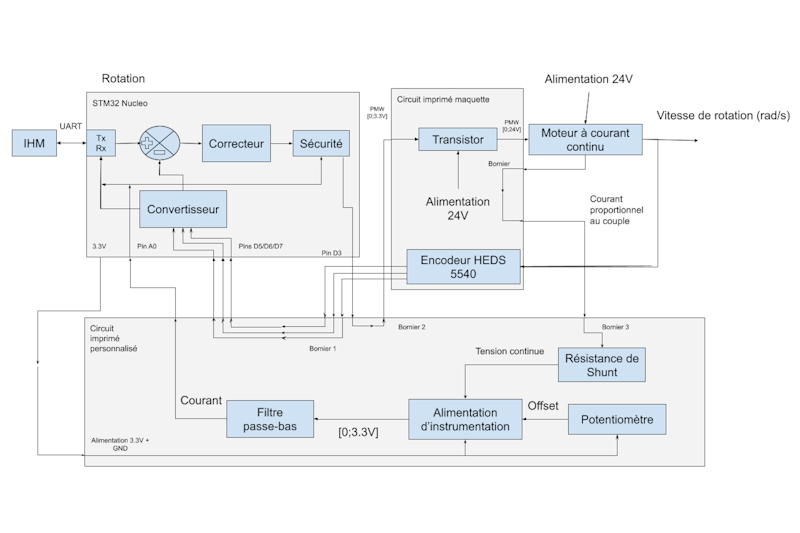 Rotation
Alimentation 24V
STM32 Nucleo
Circuit imprimé maquette
PMW
[0;3.3V]
Vitesse de rotation (rad/s)
UART
PMW
[0;24V]
IHM
Tx
Rx
Correcteur
Sécurité
Transistor
Moteur à courant
continu
Bornier
Convertisseur
Alimentation
24V
Courant
proportionnel
au couple
3.3V
Pin A0
Pins D5/D6/D7
Pin D3
Encodeur HEDS
5540
Circuit
imprimé
personnalisé
Bornier 2
Bornier 3
Bornier 1
Tension continue
Résistance de
Shunt
Courant
Filtre
passe-bas
[0;3.3V]
Alimentation
d'instrumentation
Offset
Potentiomètre
Alimentation 3.3V +
GND